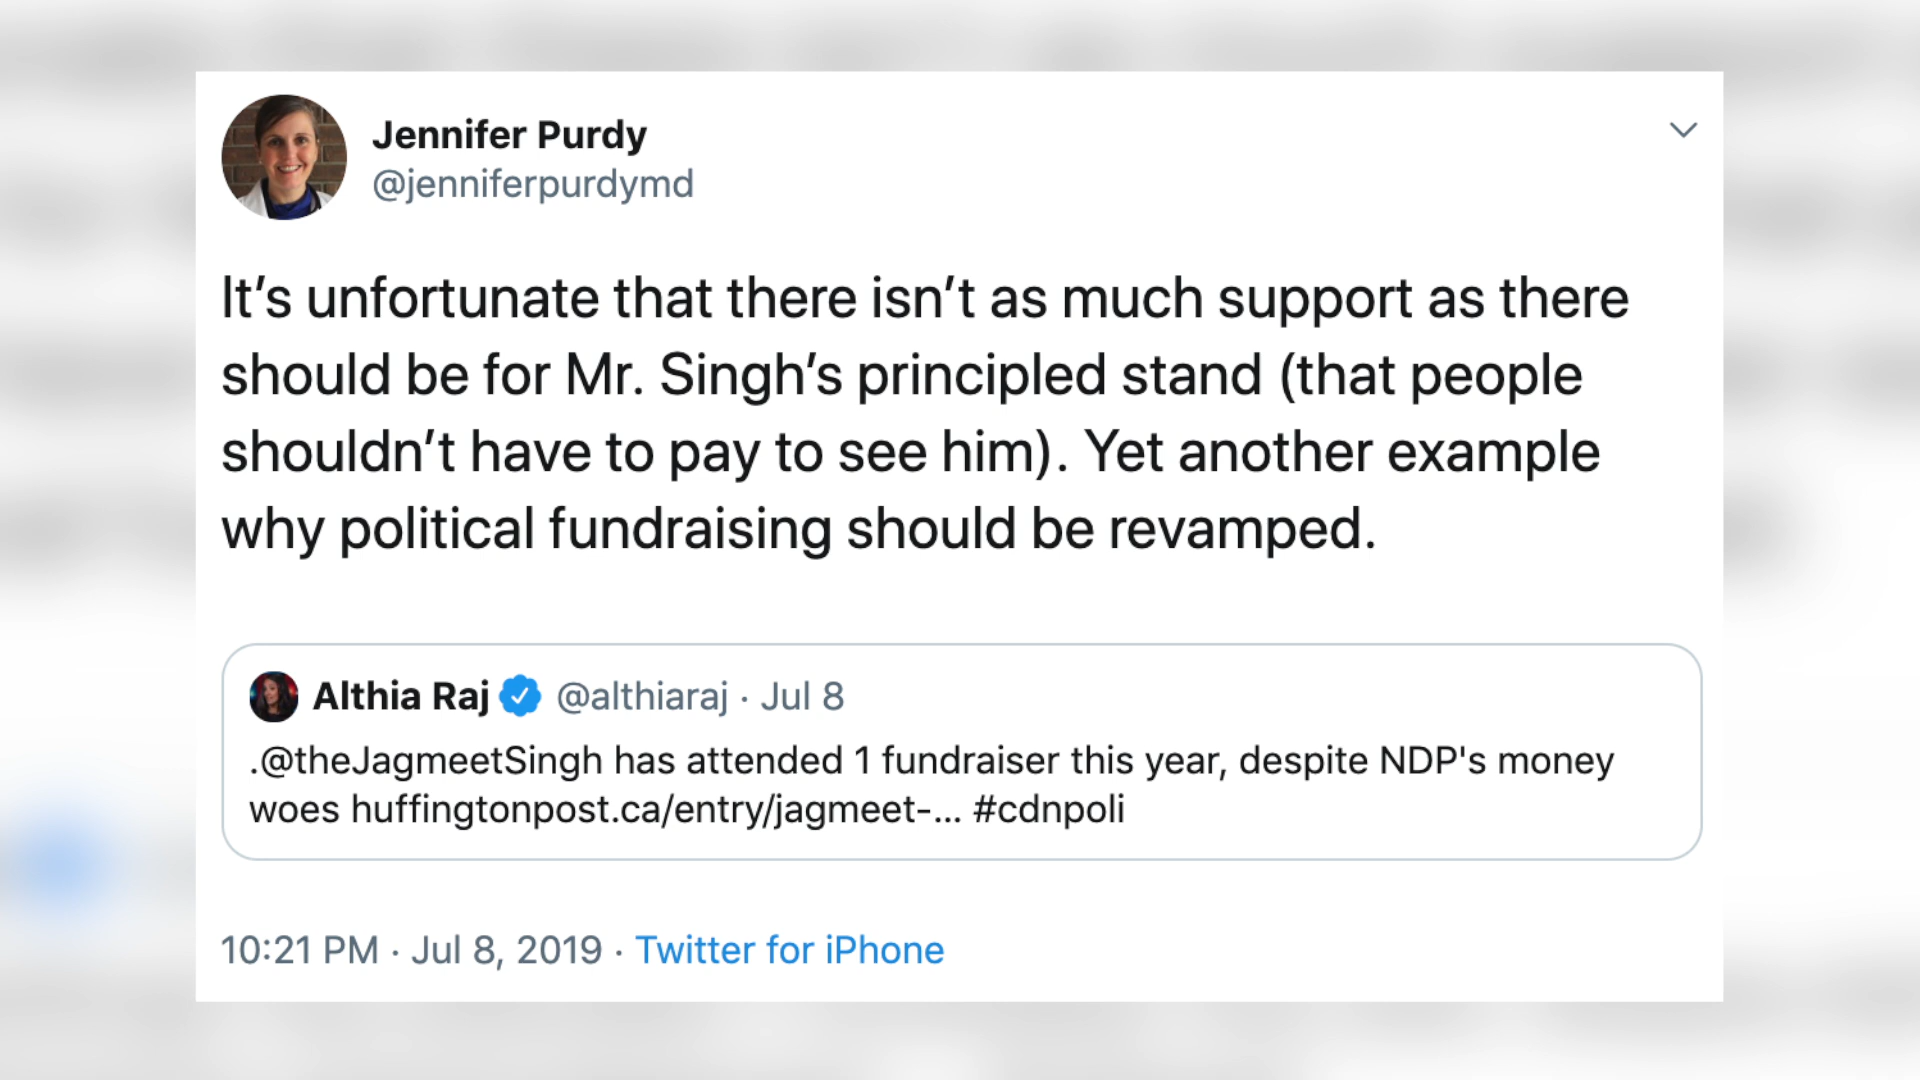 Jennifer Purdy
@jenniferpurdymd
It’s unfortunate that there isn’t as much support as there
should be for Mr. Singh’s principled stand (that people
shouldn’t have to pay to see him). Yet another example
why political fundraising should be revamped.
Althia Raj @althiaraj · Jul 8
.@theJagmeetSingh has attended 1 fundraiser this year, despite NDP's money
woes huffingtonpost.ca/entry/jagmeet-... #cdnpoli
10:21 PM · Jul 8, 2019 · Twitter for iPhone